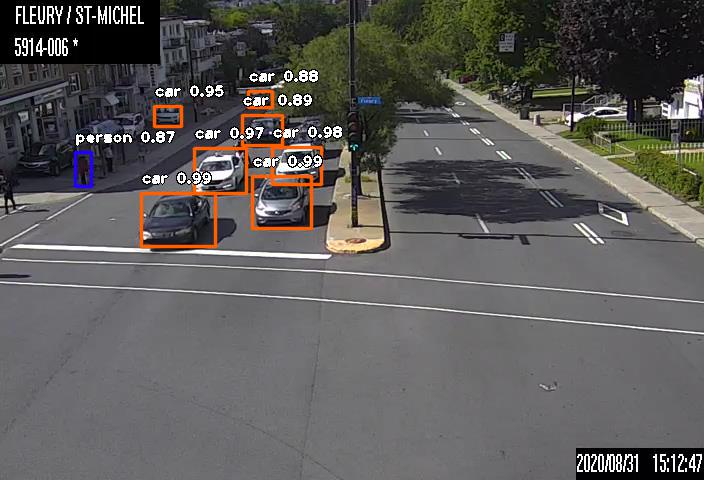 FLEURY / ST-MICHEL
5914-006 *
car 0.88
car 0.95
car 0.89
person 0.87
car 0.97
car 0.98
car 0.99
car 0.99
Fleury
2020/08/31 15:12:47